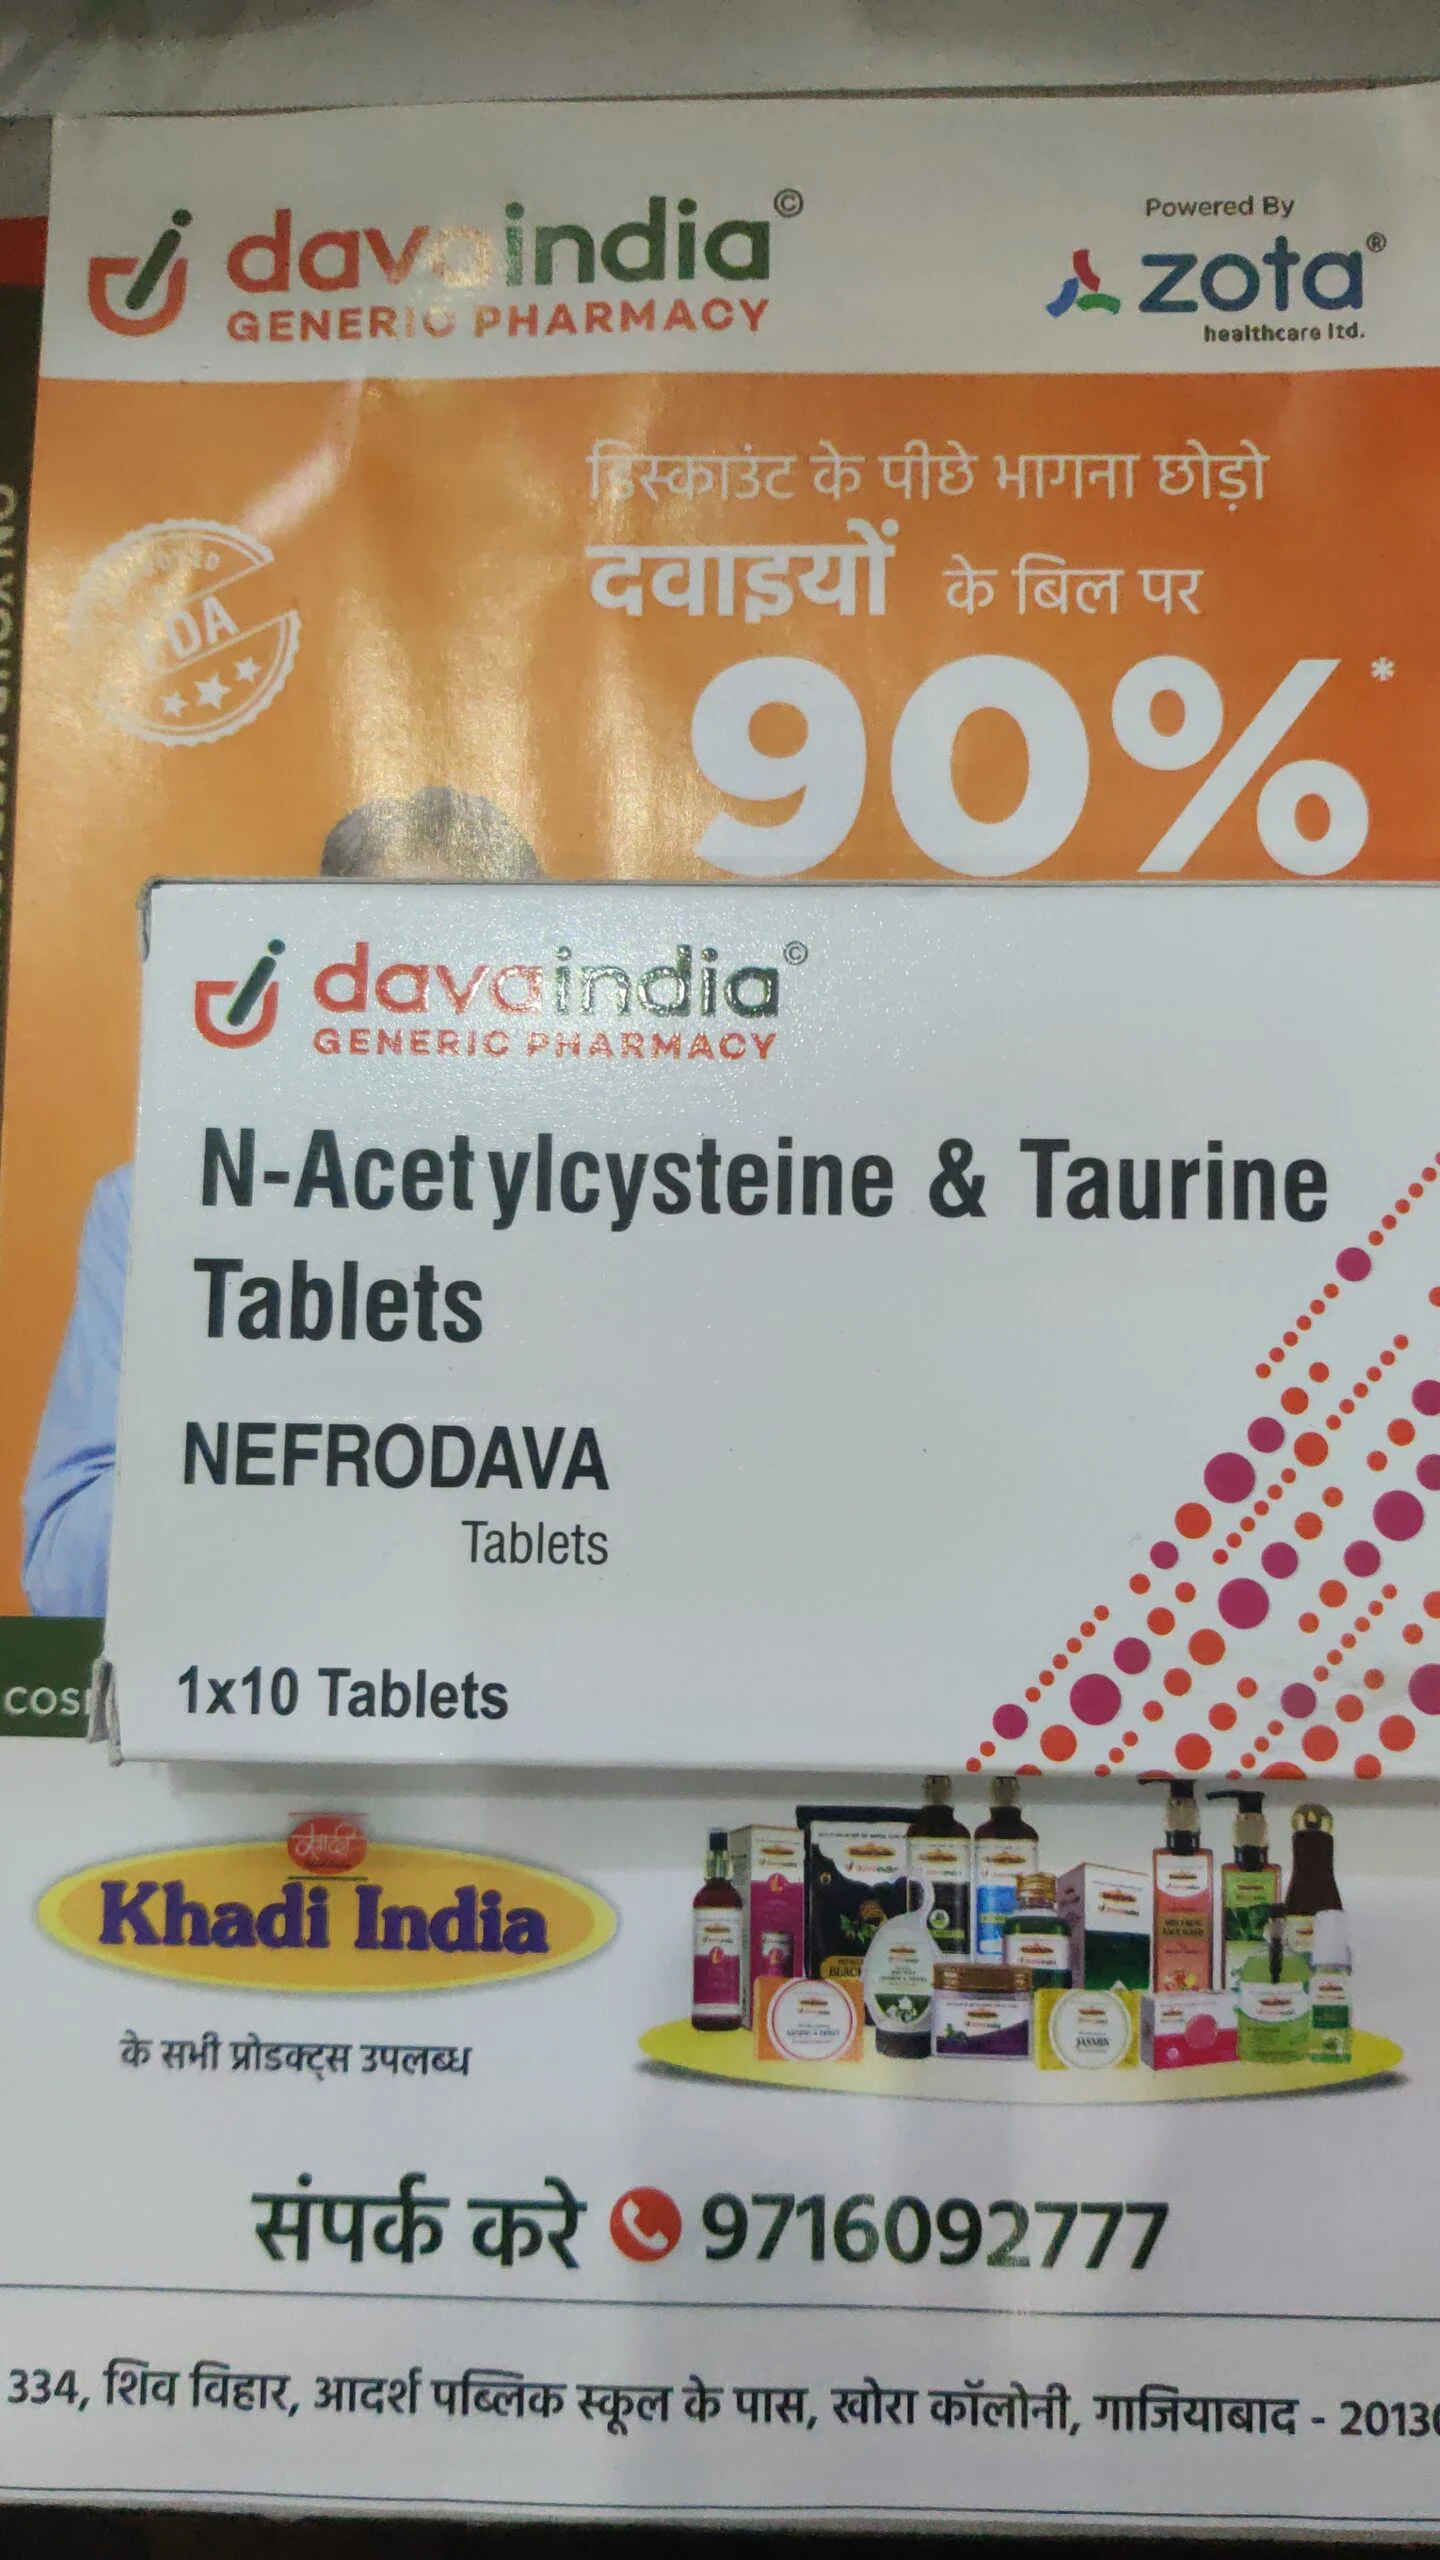 davaindia©
GENERIC PHARMACY
Powered By
zota®
healthcare ltd.
डिस्काउंट के पीछे भागना छोड़ो
दवाइयों के बिल पर
90%*
davaindia©
GENERIC PHARMACY
N-Acetylcysteine & Taurine
Tablets
NEFRODAVA
Tablets
1x10 Tablets
Khadi India
के सभी प्रोडक्ट्स उपलब्ध
संपर्क करे 9716092777
334, शिव विहार, आदर्श पब्लिक स्कूल के पास, खोरा कॉलोनी, गाजियाबाद - 2013